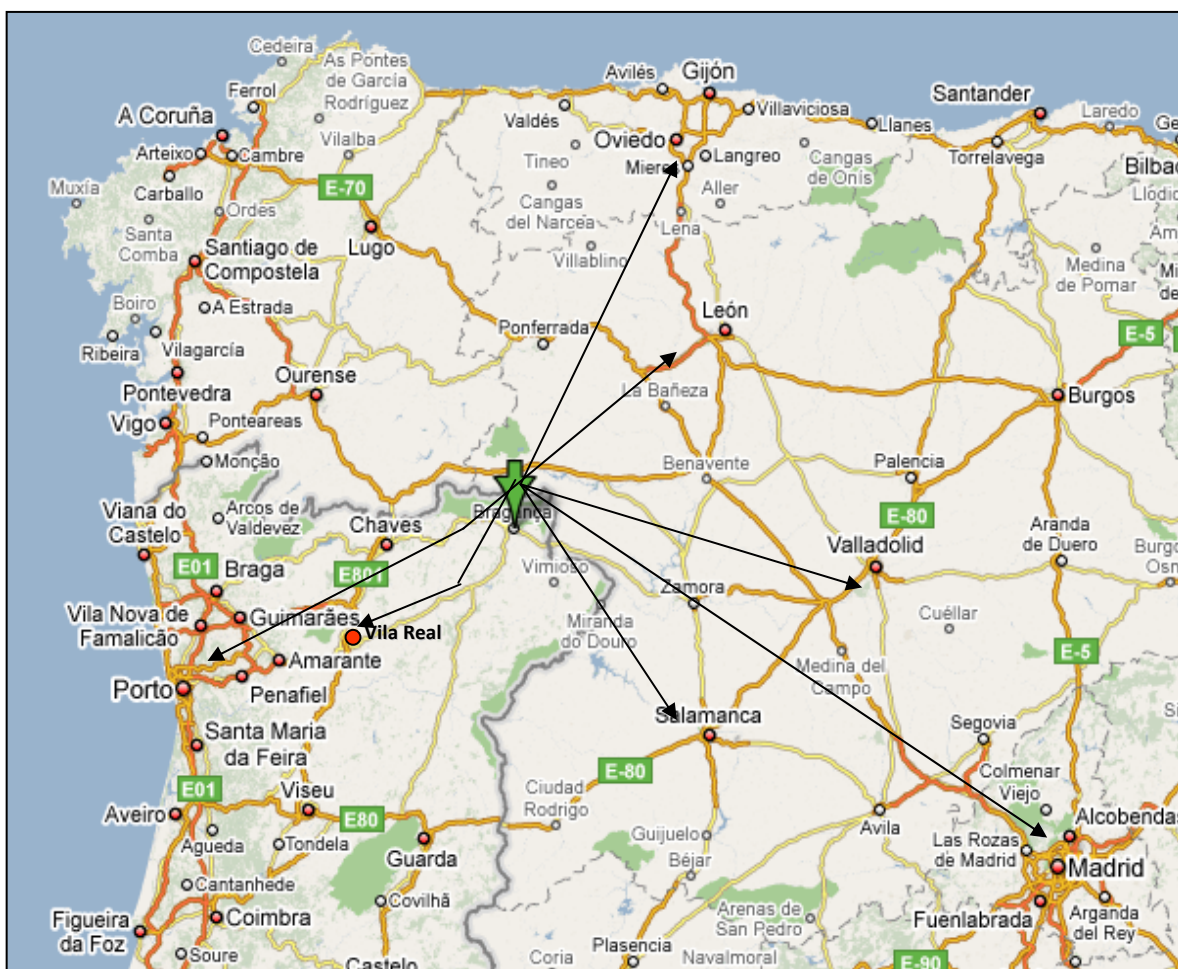 Cedeira
As Pontes
de García
Rodríguez
Ferrol
Avilés
Gijón
Villaviciosa
Valdés
Santander
Laredo
Ge
A Coruña
Arteixo
Cambre
Vilalba
Oviedo
Tineo
Mieres
Langreo
Llanes
Cangas
de Onis
Torrelavega
Bilbao
Carballo
E-70
Muxía
Ordes
Santa
Comba
Cangas
del Narcea
Aller
Lena
Llodio
Lugo
Santiago de
Compostela
Villablino
Medina
de Pomar
Boiro
A Estrada
Ribeira
Vilagarcía
Ponferrada
León
E-5
Pontevedra
Ourense
La Bañeza
Burgos
Vigo
Ponteareas
Monção
Benavente
Palencia
Arcos de
Valdevez
Viana do
Castelo
Chaves
Bragança
E-80
Valladolid
Aranda
de Duero
Burgo
Osm
E01
Braga
E801
Vimioso
Zamora
Cuéllar
Vila Nova de
Famalicão
Guimarães
Vila Real
Miranda
do Douro
Amarante
Medina del
Campo
E-5
Porto
Penafiel
Salamanca
Segovia
Santa Maria
da Feira
E-80
Colmenar
Viejo
E01
Viseu
E80
Ciudad
Rodrigo
Aveiro
Alcobendas
Agueda
Tondela
Guarda
Guijuelo
Avila
Las Rozas
de Madrid
Béjar
Madrid
Cantanhede
Covilhã
Coimbra
Arenas de
San Pedro
Fuenlabrada
Arganda
del Rey
Figueira
da Foz
Soure
Castelo
Coria
Plasencia
Navalmoral
E-90